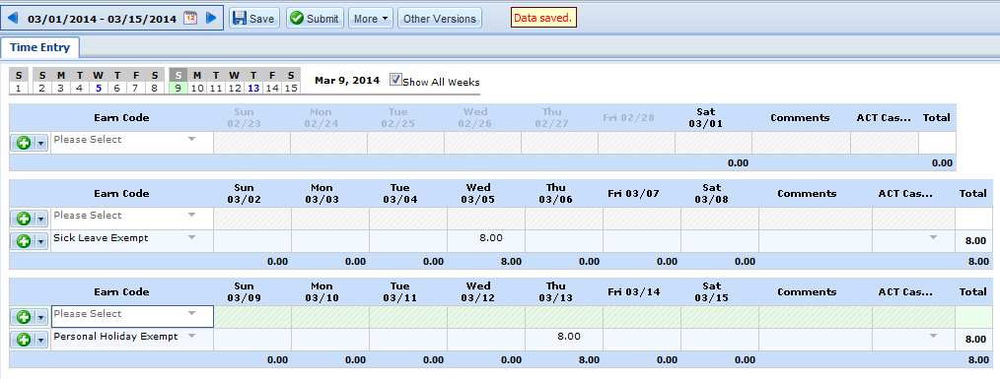 03/01/2014 - 03/15/2014 Save Submit More Other Versions Data saved.
Time Entry
S S M T W T F S S M T W T F S
1 2 3 4 5 6 7 8 9 10 11 12 13 14 15
Mar 9, 2014 Show All Weeks
Earn Code Sun 02/23 Mon 02/24 Tue 02/25 Wed 02/26 Thu 02/27 Fri 02/28 Sat 03/01 Comments ACT Cas... Total
Please Select
0.00 0.00
Earn Code Sun 03/02 Mon 03/03 Tue 03/04 Wed 03/05 Thu 03/06 Fri 03/07 Sat 03/08 Comments ACT Cas... Total
Please Select
Sick Leave Exempt 8.00 8.00
0.00 0.00 0.00 8.00 0.00 0.00 0.00 8.00
Earn Code Sun 03/09 Mon 03/10 Tue 03/11 Wed 03/12 Thu 03/13 Fri 03/14 Sat 03/15 Comments ACT Cas... Total
Please Select
Personal Holiday Exempt 8.00 8.00
0.00 0.00 0.00 0.00 8.00 0.00 0.00 8.00